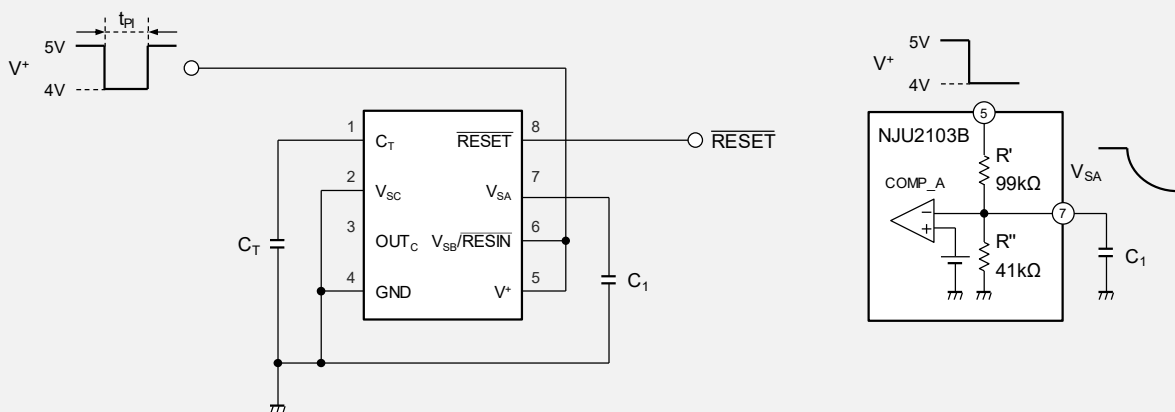 tPI
5V
V+
4V
1
CT
RESET
8
RESET
2
VSC
VSA
7
3
OUTC
VSB/RESIN
6
4
GND
V+
5
CT
C1
5V
V+
4V
5
NJU2103B
R'
99kΩ
COMP_A
VSA
7
R"
41kΩ
C1